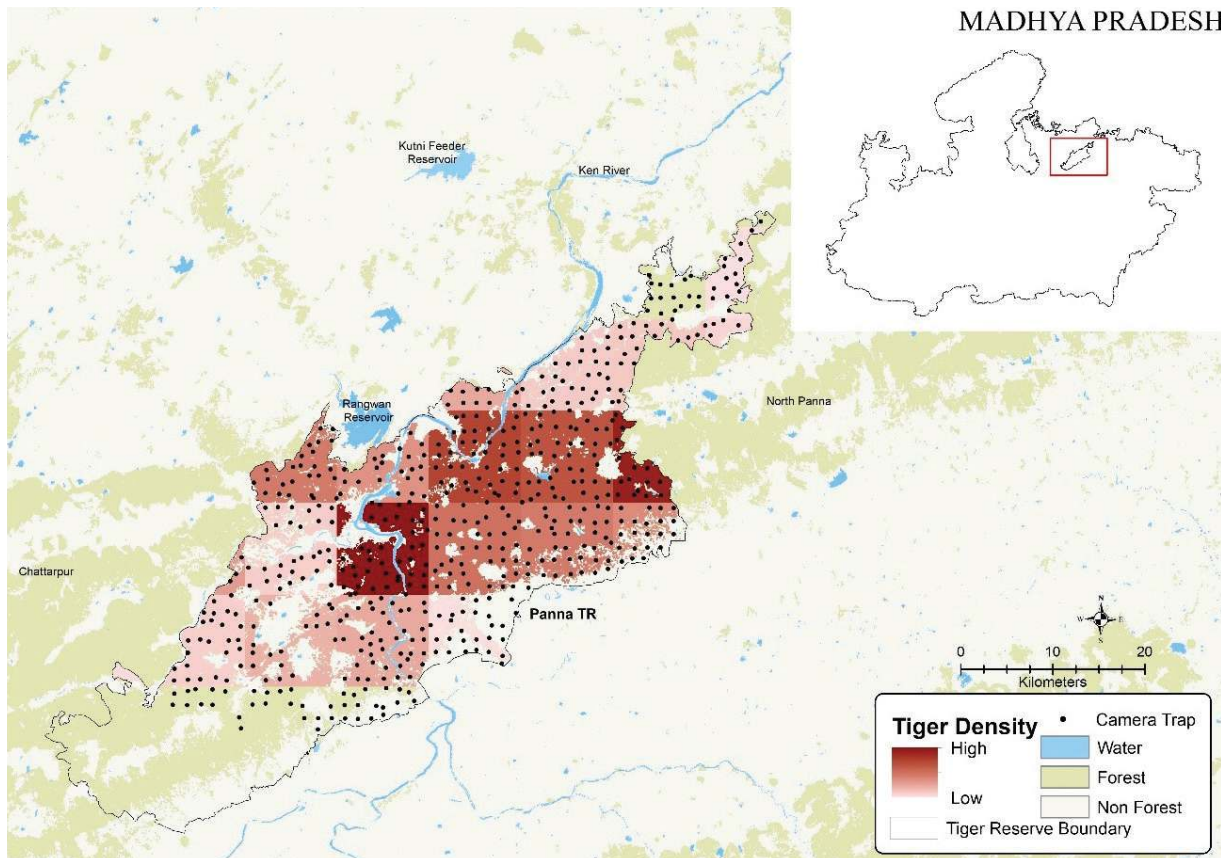 MADHYA PRADESH
Kutni Feeder
Reservoir
Ken River
Rangwan
Reservoir
North Panna
Chattarpur
Panna TR
N
W E
S
0 10 20
Kilometers
Tiger Density
High
Low
Camera Trap
Water
Forest
Non Forest
Tiger Reserve Boundary